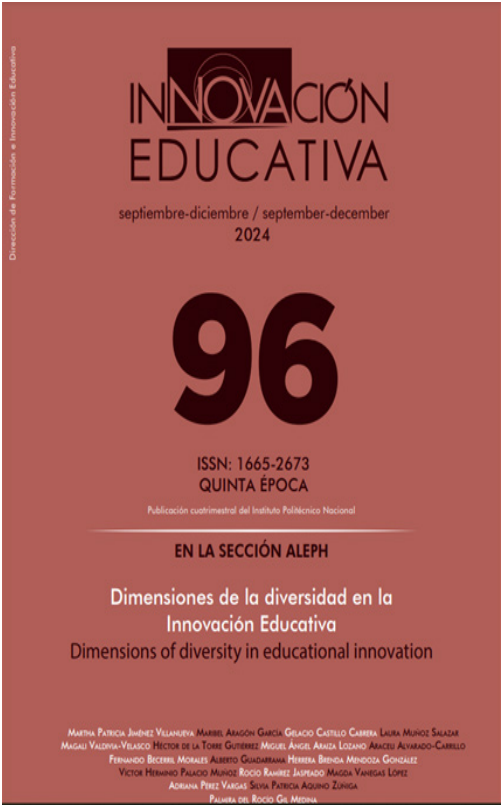 Dirección de Formación e Innovación Educativa
INNOVACIÓN
EDUCATIVA
septiembre-diciembre / september-december
2024
96
ISSN: 1665-2673
QUINTA ÉPOCA
Publicación cuatrimestral del Instituto Politécnico Nacional
EN LA SECCIÓN ALEPH
Dimensiones de la diversidad en la
Innovación Educativa
Dimensions of diversity in educational innovation
Martha Patricia Jiménez Villanueva Maribel Aragón García Gelacio Castillo Cabrera Laura Muñoz Salazar
Magali Valdivia-Velasco Héctor de la Torre Gutiérrez Miguel Ángel Araiza Lozano Araceli Alvarado-Carrillo
Fernando Becerril Morales Alberto Guadarrama Herrera Brenda Mendoza González
Víctor Herminio Palacio Muñoz Rocío Ramírez Jaspeado Magda Vanegas López
Adriana Pérez Vargas Silvia Patricia Aquino Zúñiga
Palmira del Rocío Gil Medina